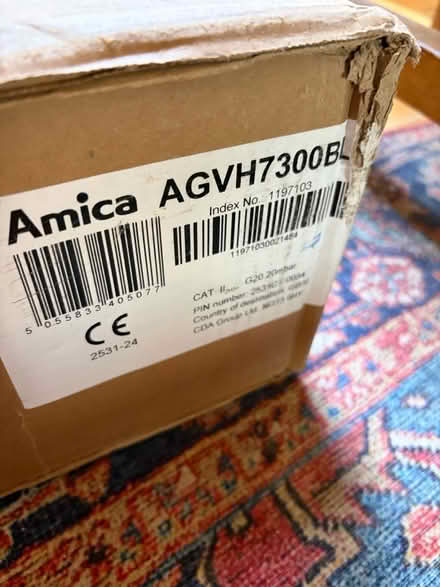 Amica AGVH7300BL
Index No. 1197103
11971030021484
5 055833 405077
CE
2531-24
CAT G20 20mbar
PIN number:
Country of destination:
CDA Group Ltd.